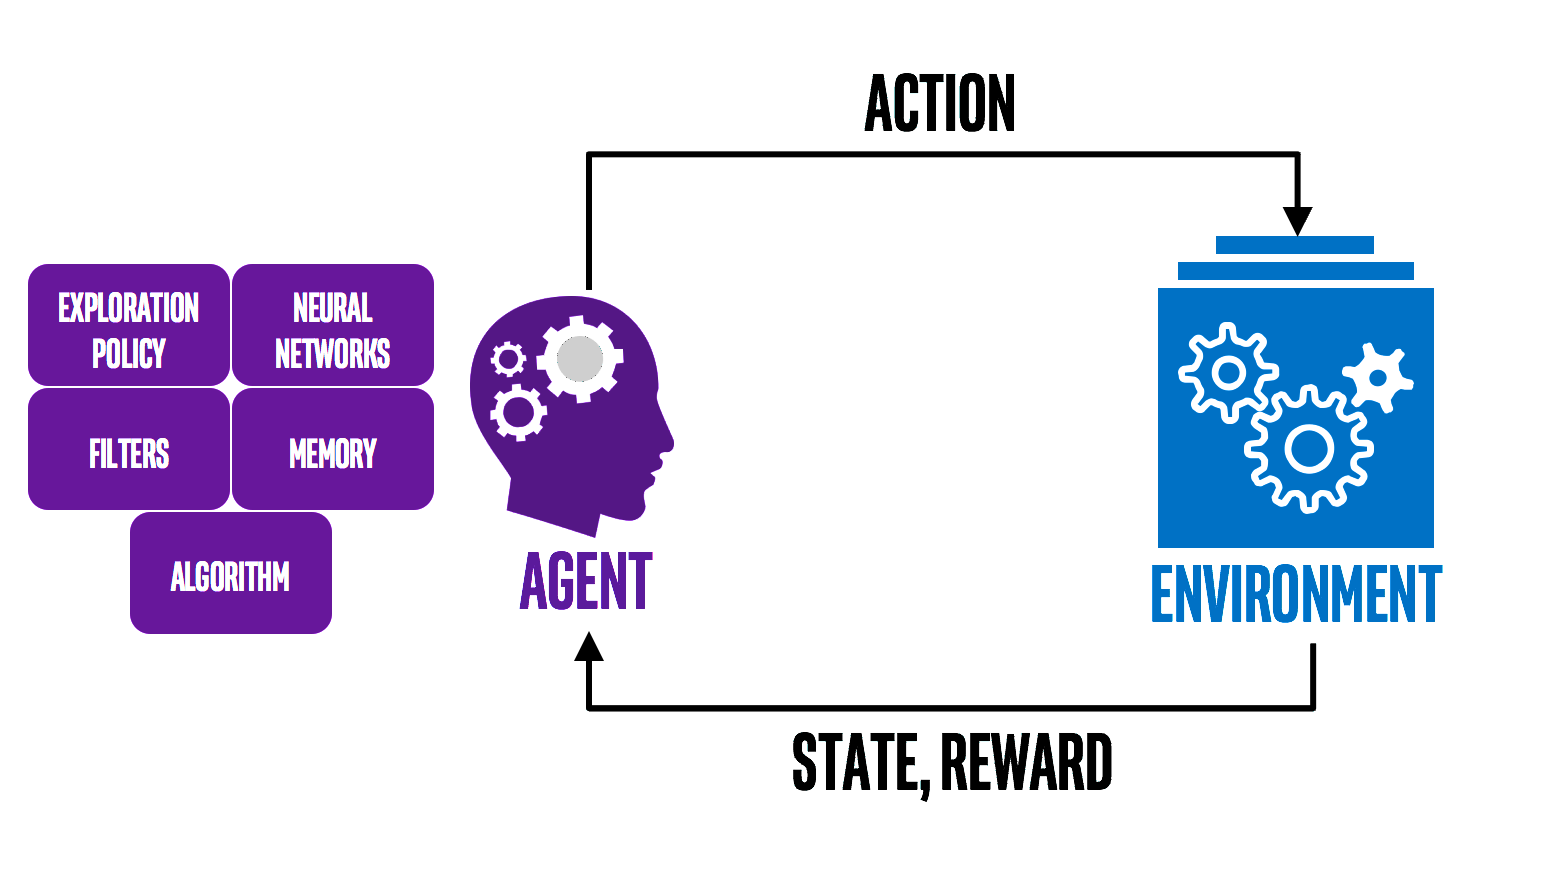 ACTION
EXPLORATION
POLICY
NEURAL
NETWORKS
FILTERS
MEMORY
ALGORITHM
AGENT
ENVIRONMENT
STATE, REWARD